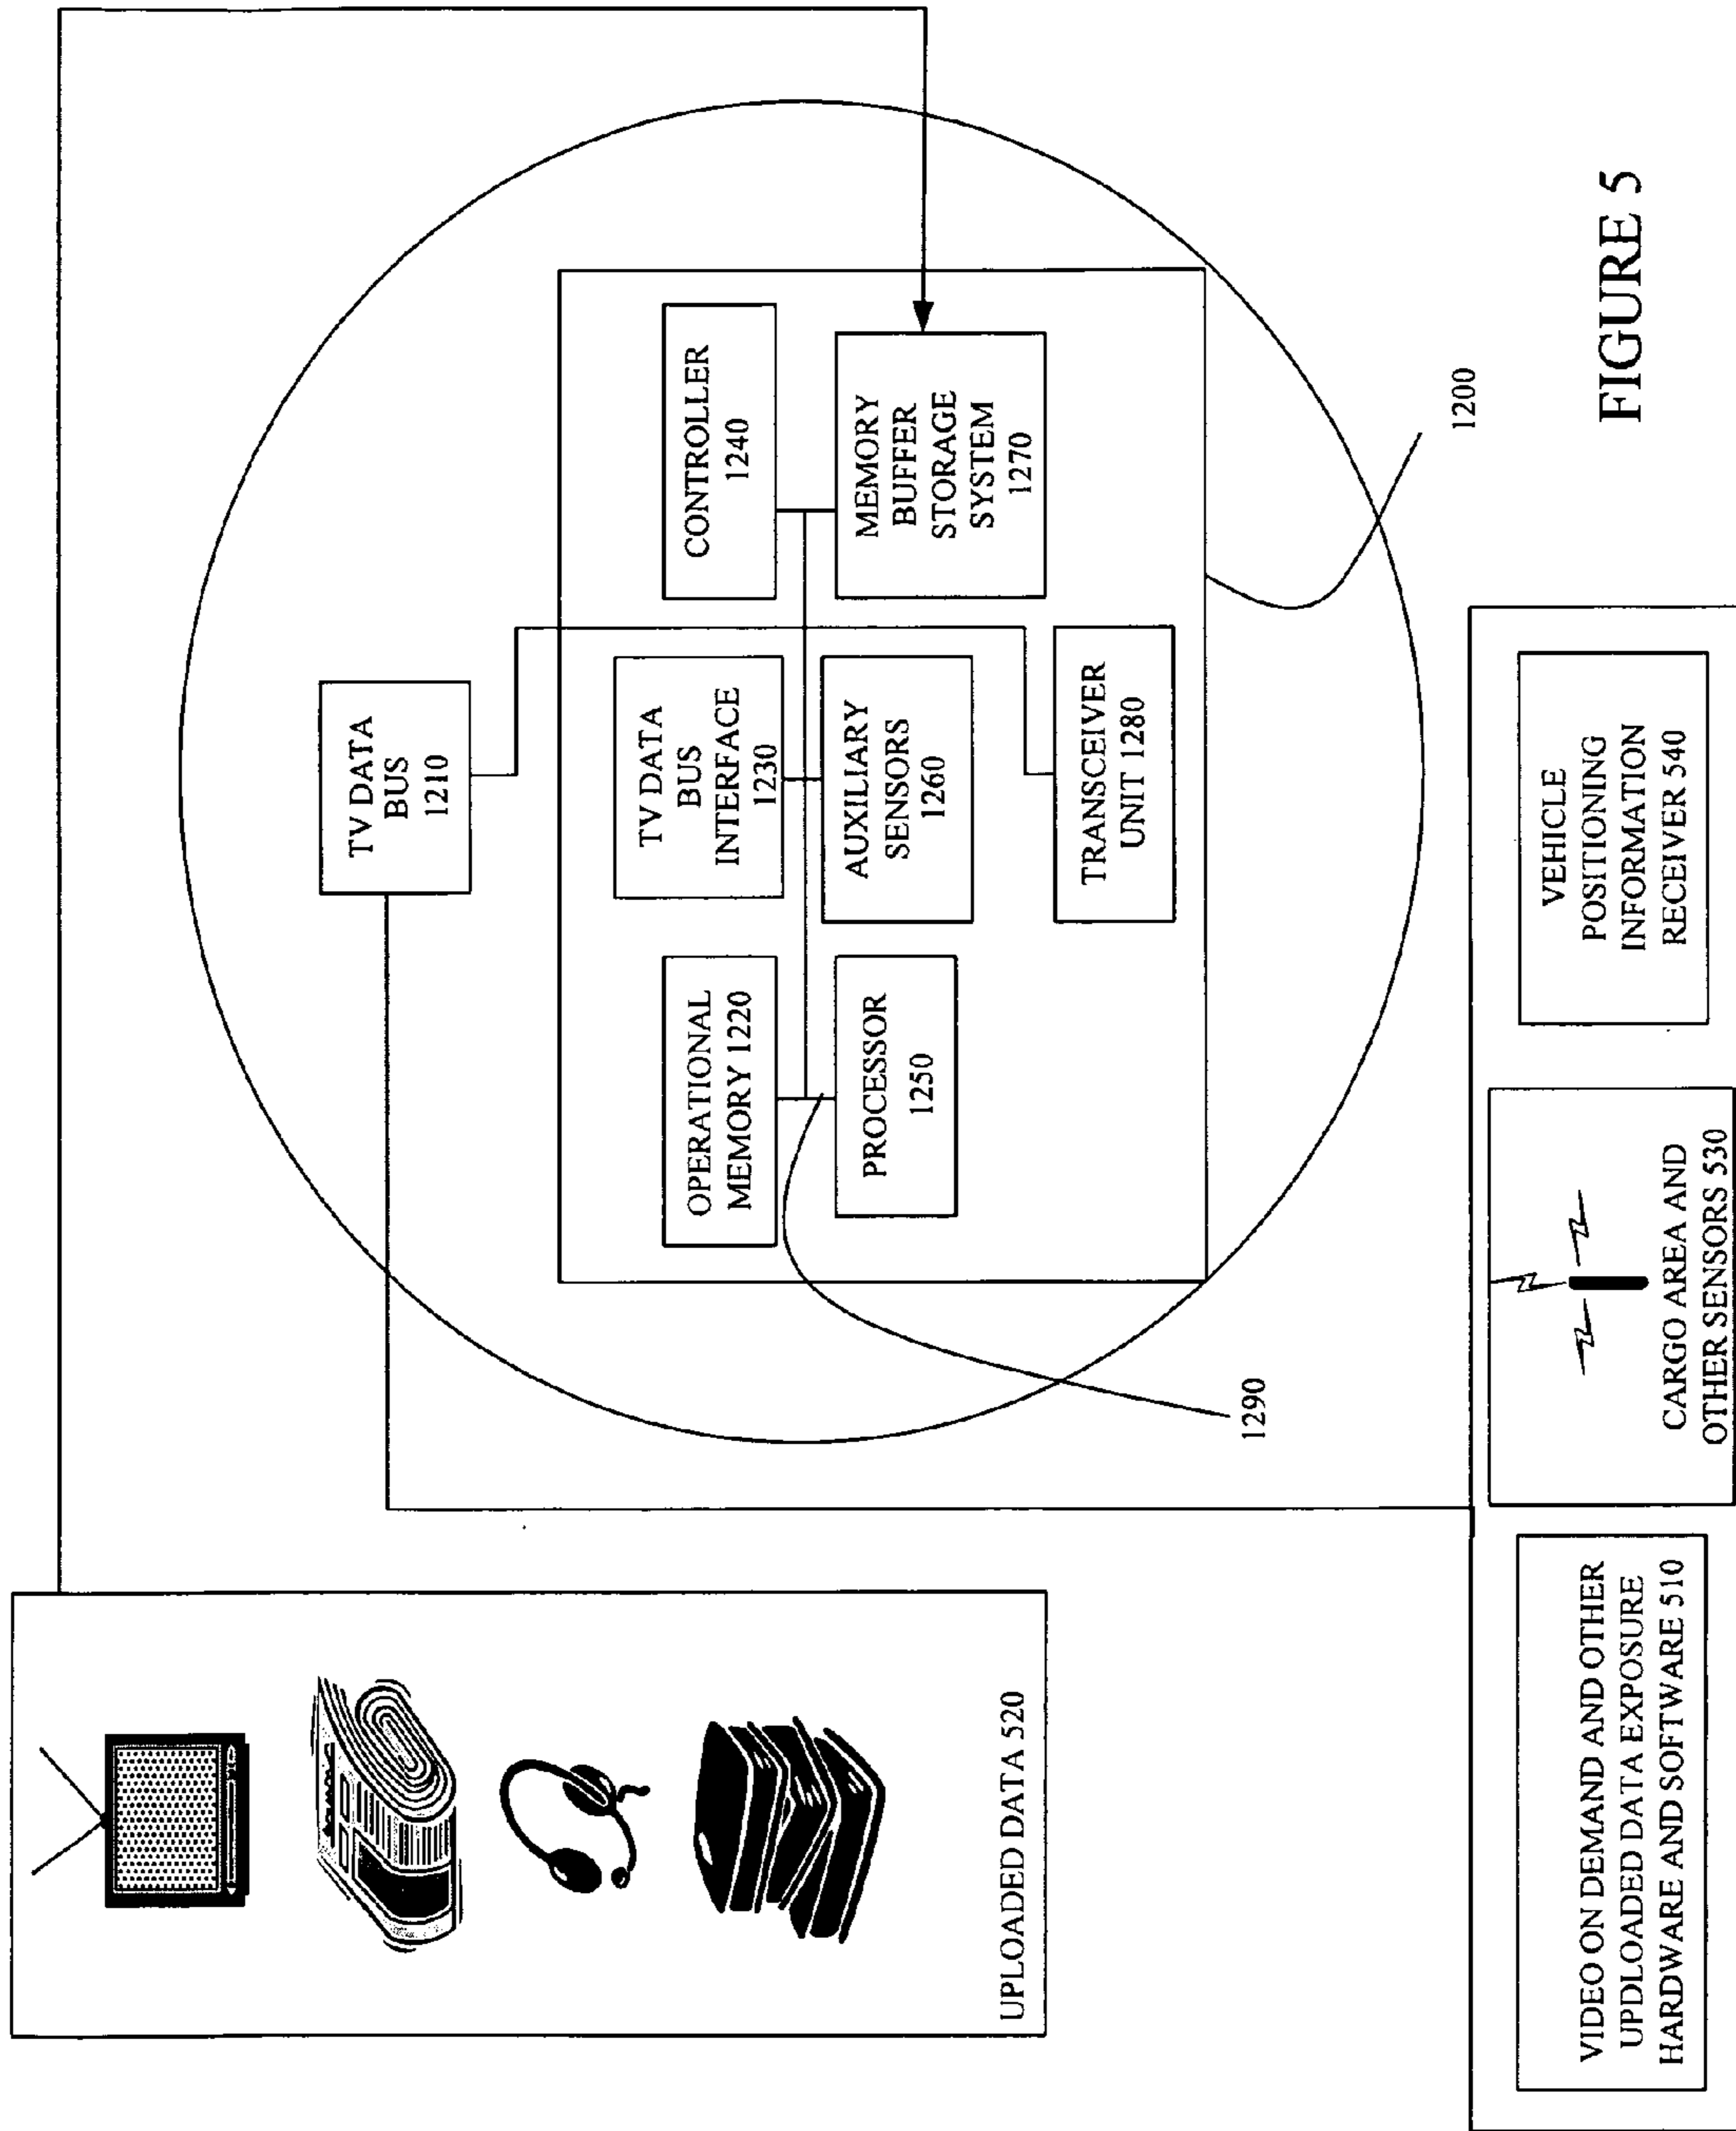 UPLOADED DATA 520
TV DATA
BUS
1210
OPERATIONAL
MEMORY 1220
TV DATA
BUS
INTERFACE
1230
CONTROLLER
1240
PROCESSOR
1250
AUXILIARY
SENSORS
1260
MEMORY
BUFFER
STORAGE
SYSTEM
1270
TRANSCEIVER
UNIT 1280
1290
1200
VIDEO ON DEMAND AND OTHER
UPDLOADED DATA EXPOSURE
HARDWARE AND SOFTWARE 510
CARGO AREA AND
OTHER SENSORS 530
VEHICLE
POSITIONING
INFORMATION
RECEIVER 540
FIGURE 5